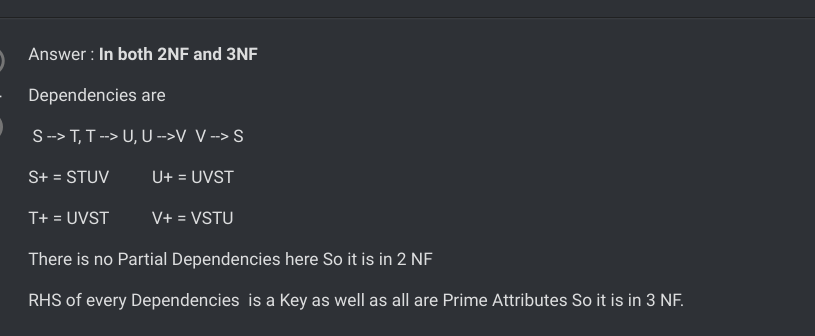 Answer : In both 2NF and 3NF
Dependencies are
S --> T, T --> U, U -->V  V --> S
S+ = STUV        U+ = UVST
T+ = UVST        V+ = VSTU
There is no Partial Dependencies here So it is in 2 NF
RHS of every Dependencies  is a Key as well as all are Prime Attributes So it is in 3 NF.